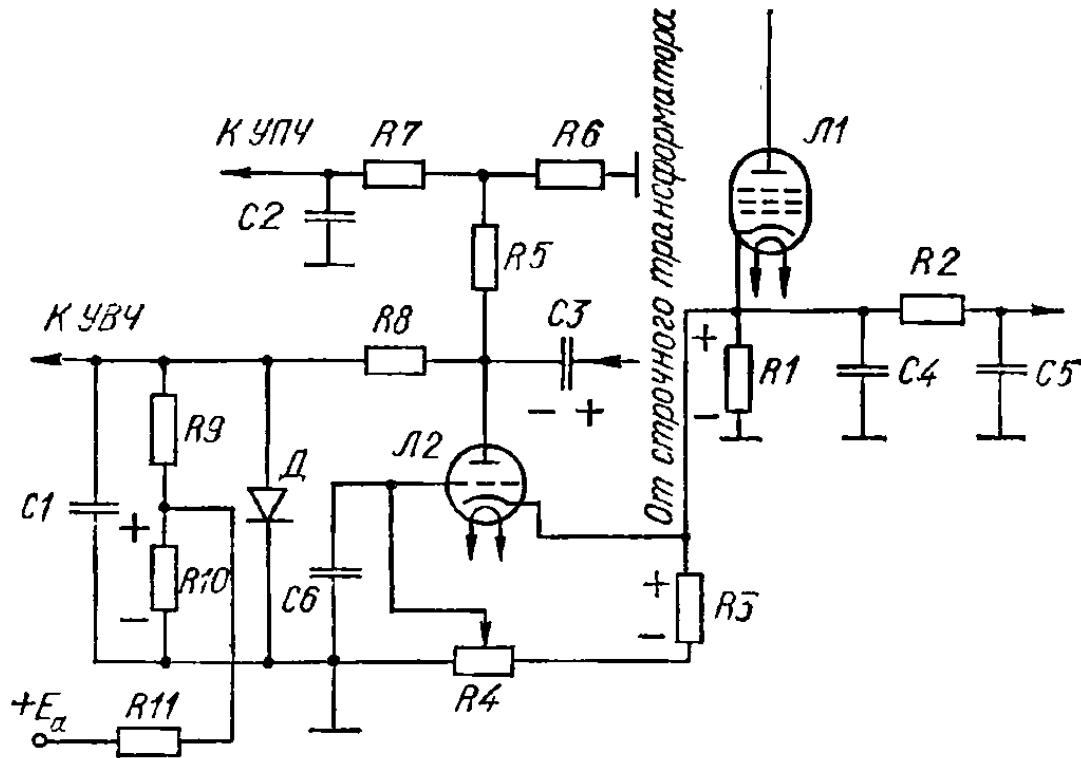 К УПЧ
R7
R6
От строчного трансформатора
Л1
C2
R5
R2
К УВЧ
R8
C3
+
R1
C4
C5
-
+
-
R9
Л2
Д
C1
+
R10
-
C6
+
R3
-
R4
+Eа
R11